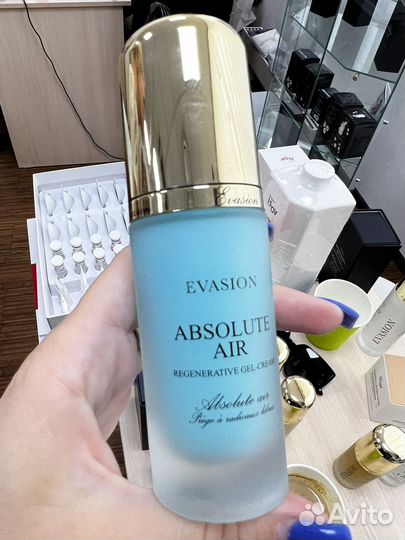 Evasion
EVASION
ABSOLUTE
AIR
REGENERATIVE GEL-CREAM
Absolute air
Piège à radicaux libres
EVASION
Avito